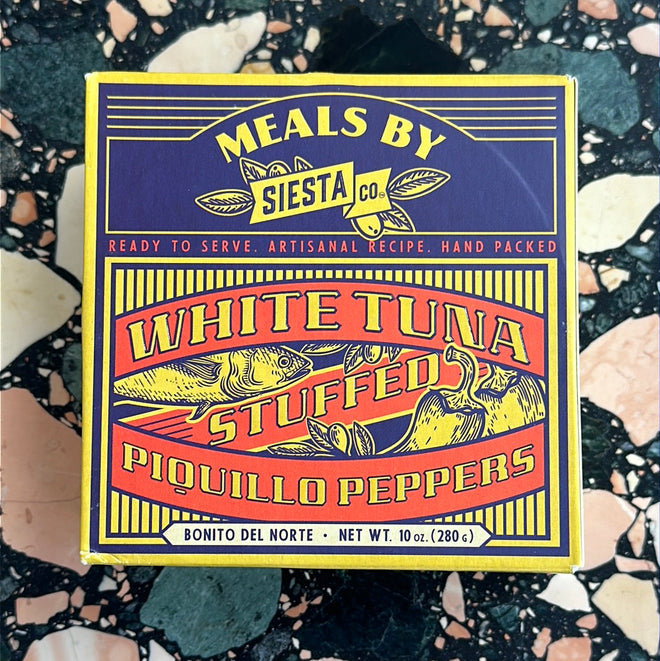 MEALS BY
SIESTA CO™
READY TO SERVE. ARTISANAL RECIPE. HAND PACKED
WHITE TUNA
STUFFED
PIQUILLO PEPPERS
BONITO DEL NORTE • NET WT. 10 OZ. (280 G)